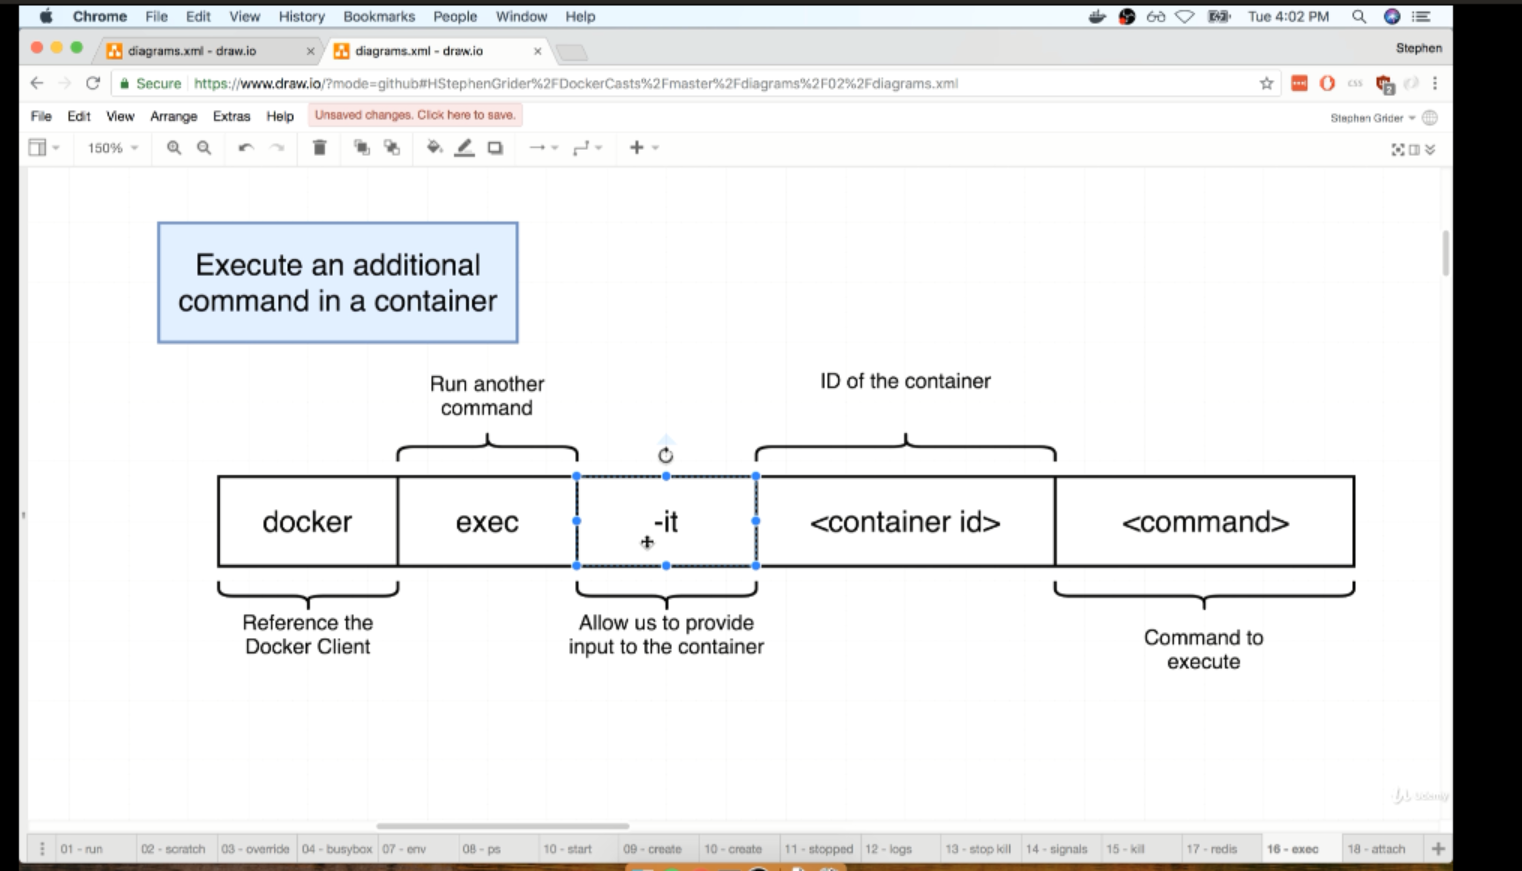 Chrome File Edit View History Bookmarks People Window Help Tue 4:02 PM
diagrams.xml - draw.io × diagrams.xml - draw.io × Stephen
Secure https://www.draw.io/?mode=github#HStephenGrider%2FDockerCasts%2Fmaster%2Fdiagrams%2F02%2Fdiagrams.xml css 2
File Edit View Arrange Extras Help Unsaved changes. Click here to save. Stephen Grider
150%
Execute an additional
command in a container
Run another
command
ID of the container
docker exec -it <container id> <command>
Reference the
Docker Client
Allow us to provide
input to the container
Command to
execute
Udemy
01 - run 02 - scratch 03 - override 04 - busybox 07 - env 08 - ps 10 - start 09 - create 10 - create 11 - stopped 12 - logs 13 - stop kill 14 - signals 15 - kill 17 - redis 16 - exec 18 - attach